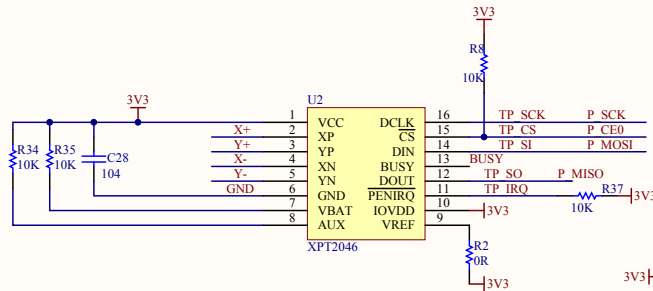 3V3
R8
10K
3V3
U2
R34
10K
R35
10K
C28
104
1 VCC DCLK 16 TP_SCK P_SCK
X+ 2 XP CS 15 TP_CS P_CE0
Y+ 3 YP DIN 14 TP_SI P_MOSI
X- 4 XN BUSY 13 BUSY
Y- 5 YN DOUT 12 TP_SO P_MISO
GND 6 GND PENIRQ 11 TP_IRQ R37 10K 3V3
7 VBAT IOVDD 10 3V3
8 AUX VREF 9
XPT2046
R2
0R
3V3
3V3